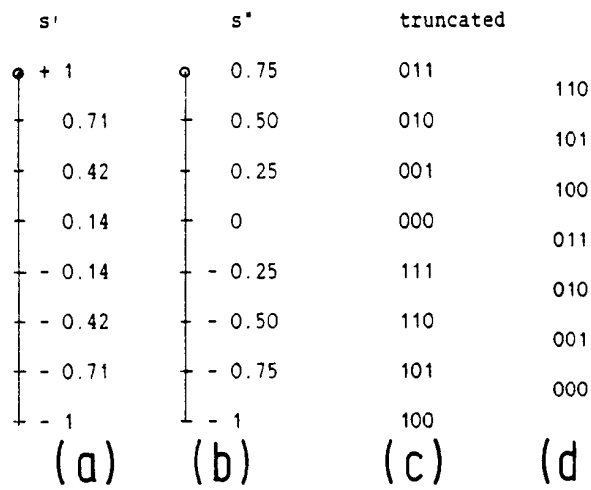 s' s" truncated
+ 1 0.75 011
110
0.71 0.50 010
101
0.42 0.25 001
100
0.14 0 000
011
- 0.14 - 0.25 111
010
- 0.42 - 0.50 110
001
- 0.71 - 0.75 101
000
- 1 - 1 100
(a) (b) (c) (d